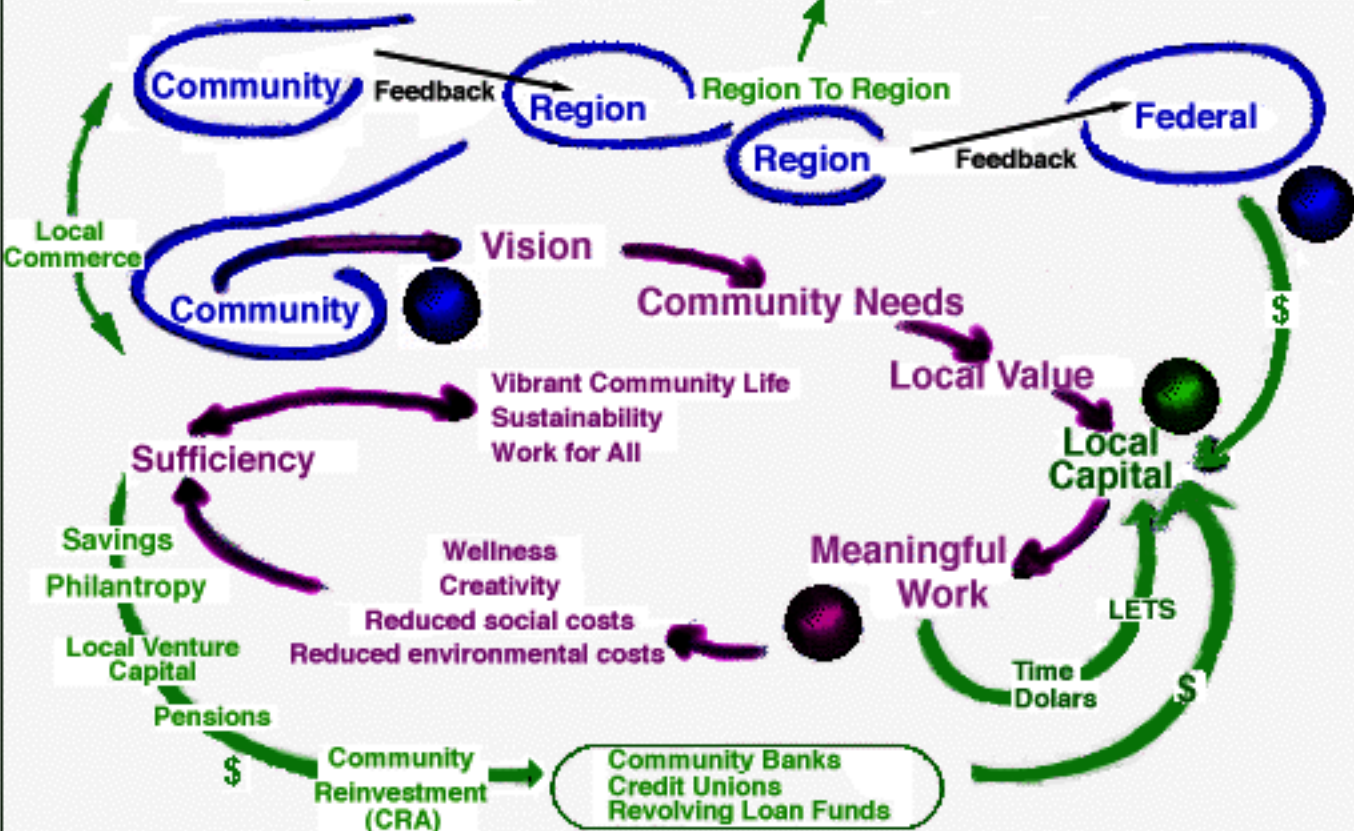 Community
Feedback
Region
Region To Region
Region
Feedback
Federal
Local
Commerce
Vision
Community
Community Needs
$
Local Value
Vibrant Community Life
Sustainability
Work for All
Local
Capital
Sufficiency
Savings
Philantropy
Local Venture
Capital
Pensions
$
Wellness
Creativity
Reduced social costs
Reduced environmental costs
Meaningful
Work
LETS
Time
Dolars
$
Community
Reinvestment
(CRA)
Community Banks
Credit Unions
Revolving Loan Funds